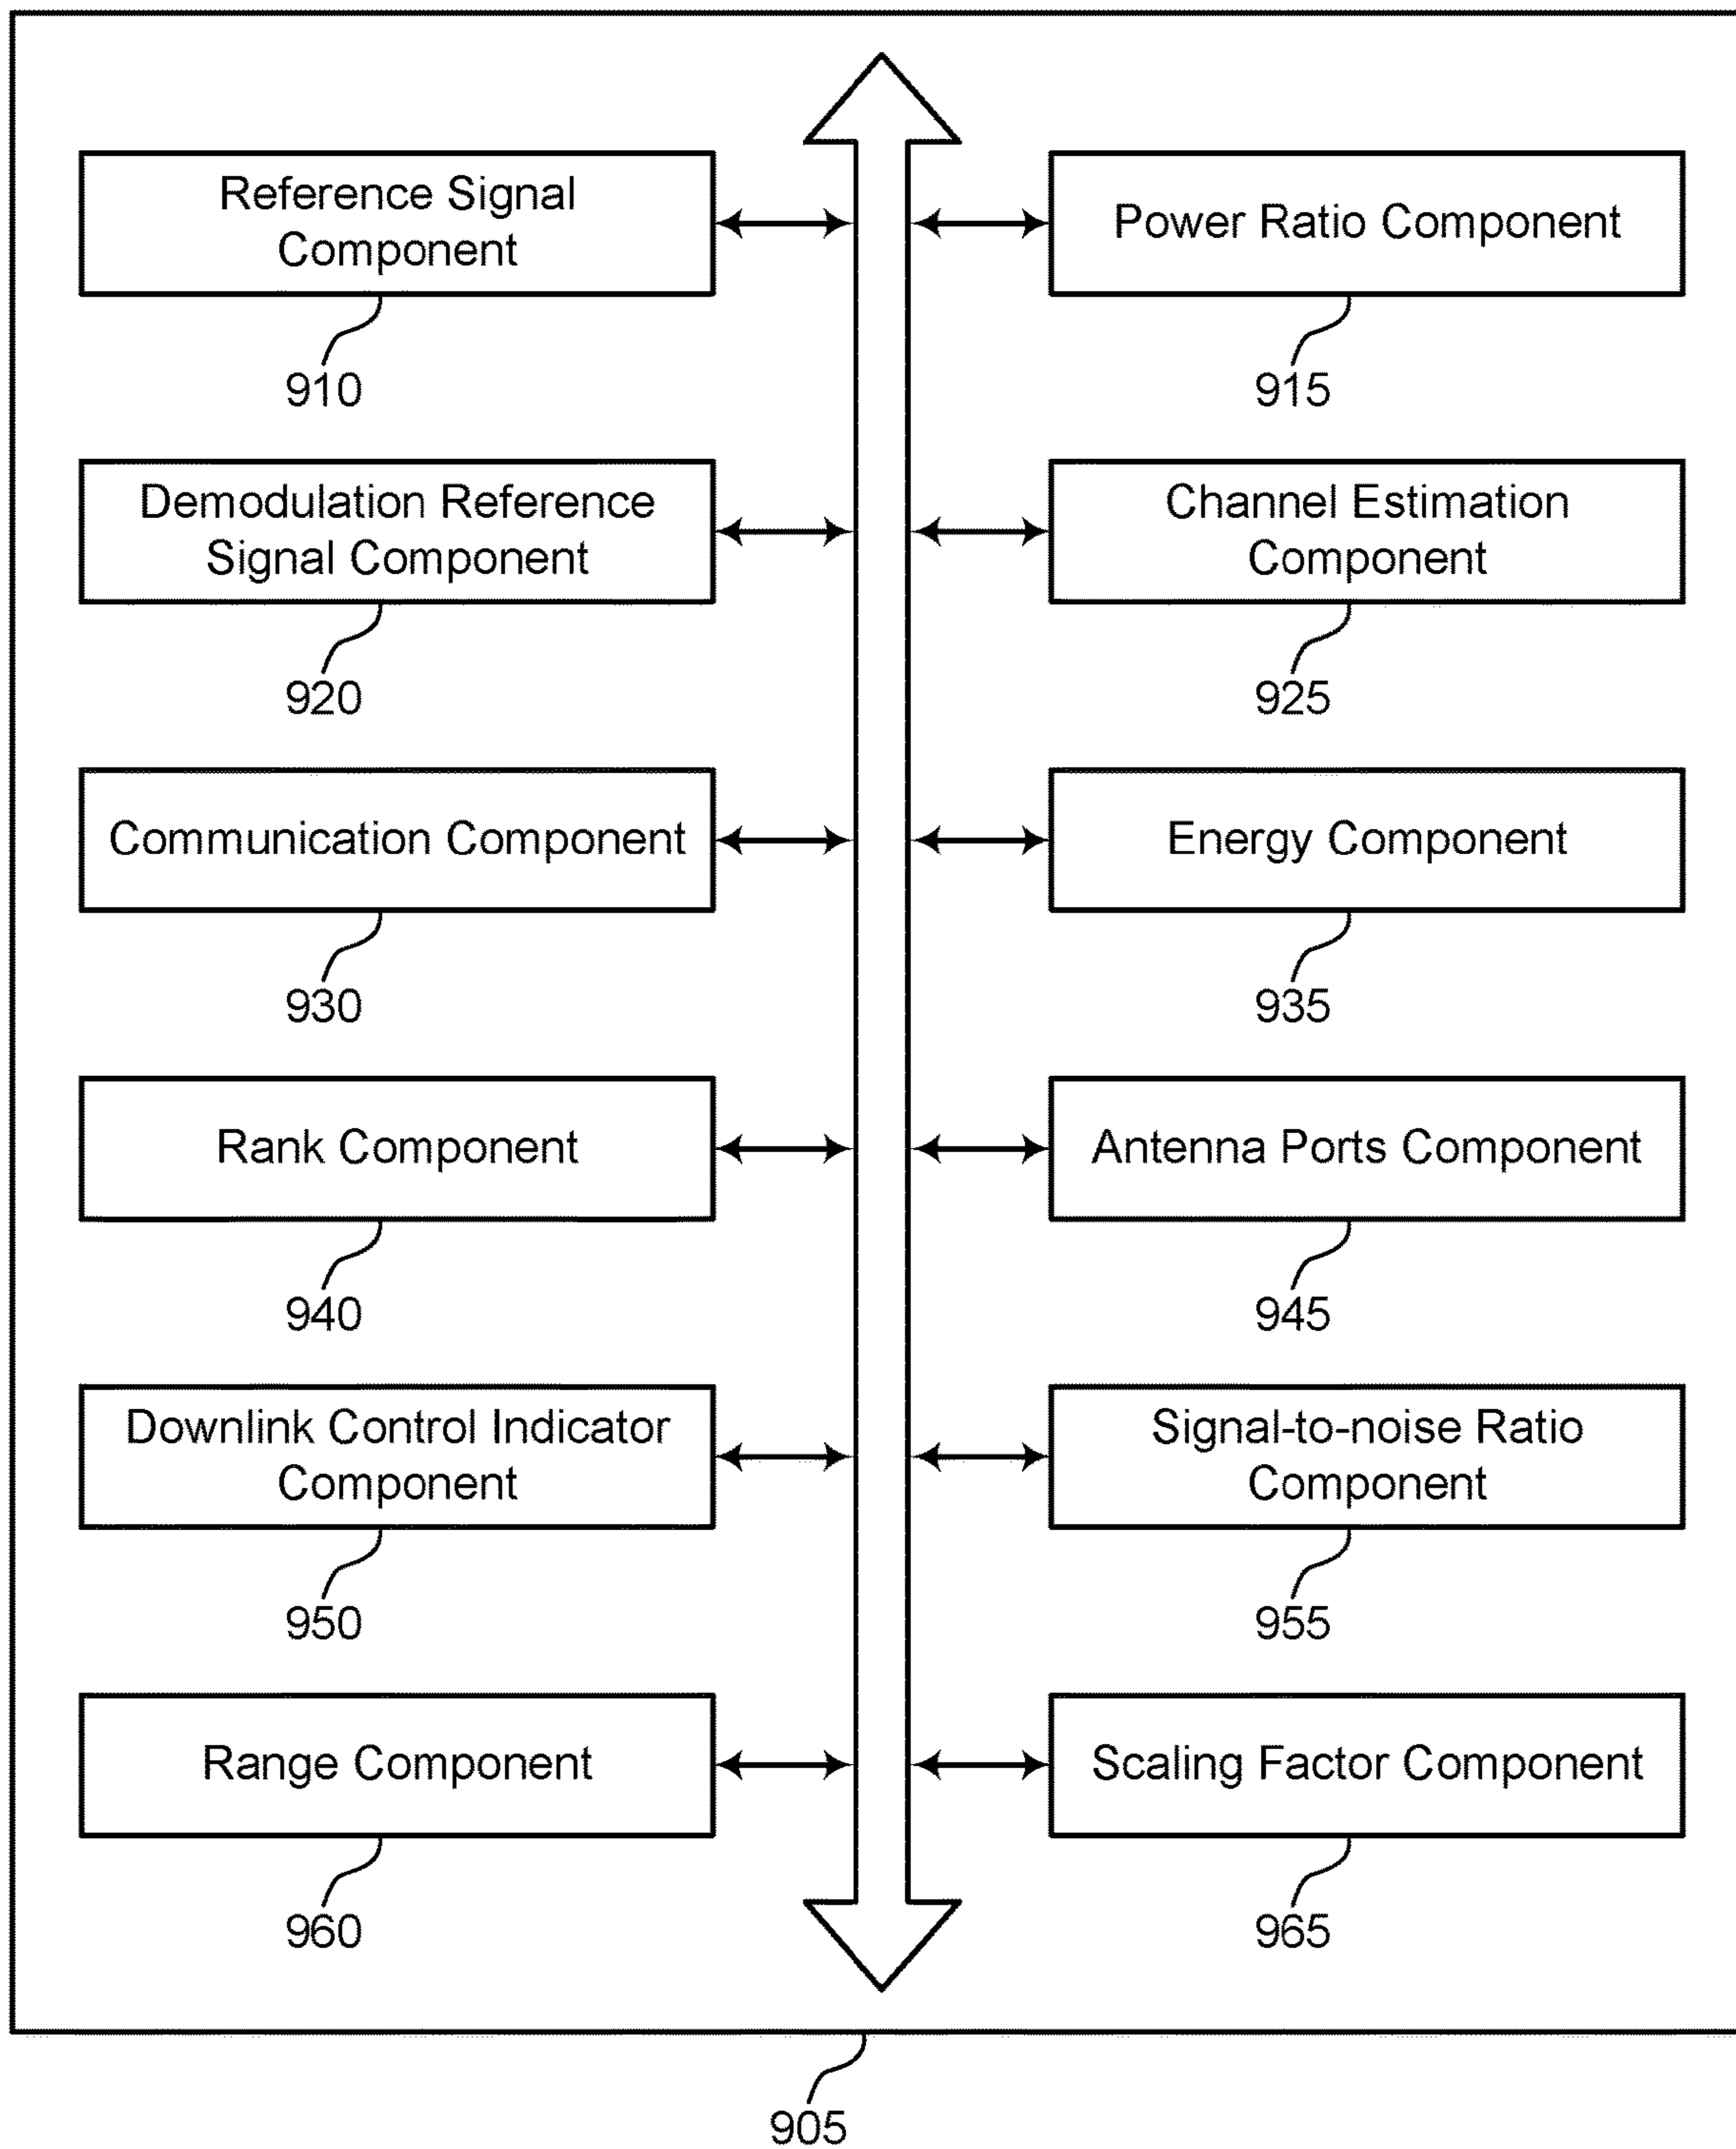 Reference Signal
Component
910
Power Ratio Component
915
Demodulation Reference
Signal Component
920
Channel Estimation
Component
925
Communication Component
930
Energy Component
935
Rank Component
940
Antenna Ports Component
945
Downlink Control Indicator
Component
950
Signal-to-noise Ratio
Component
955
Range Component
960
Scaling Factor Component
965
905